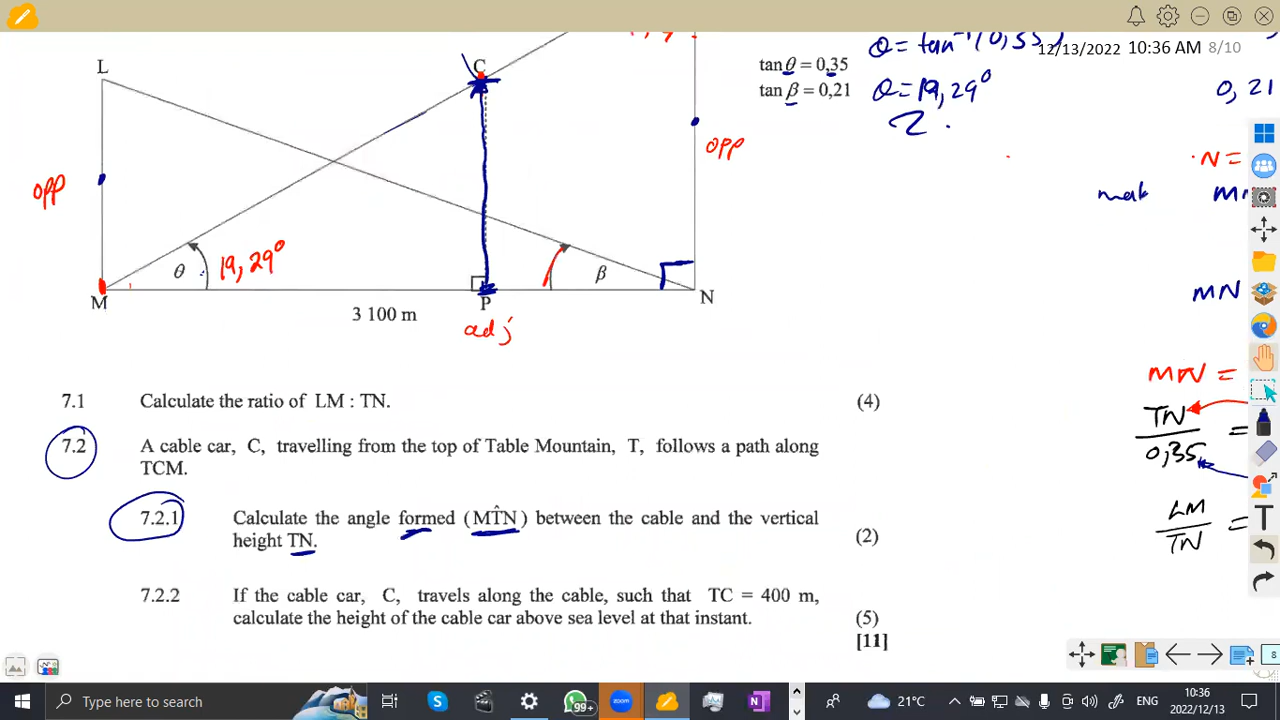 12/13/2022 10:36 AM 8/10
L
C
tan θ = 0,35
tan β = 0,21
θ = tan⁻¹(0,35)
θ = 19,29°
0,21
opp
opp
N =
MN
MN =
TN
0,35 =
LM
TN =
θ 19,29°
β
M
P
N
3 100 m
adj
7.1 Calculate the ratio of LM : TN. (4)
7.2 A cable car, C, travelling from the top of Table Mountain, T, follows a path along
TCM.
7.2.1 Calculate the angle formed (MT̂N) between the cable and the vertical
height TN. (2)
7.2.2 If the cable car, C, travels along the cable, such that TC = 400 m,
calculate the height of the cable car above sea level at that instant. (5)
[11]
T
8
Type here to search
99+
21°C
ENG
10:36
2022/12/13